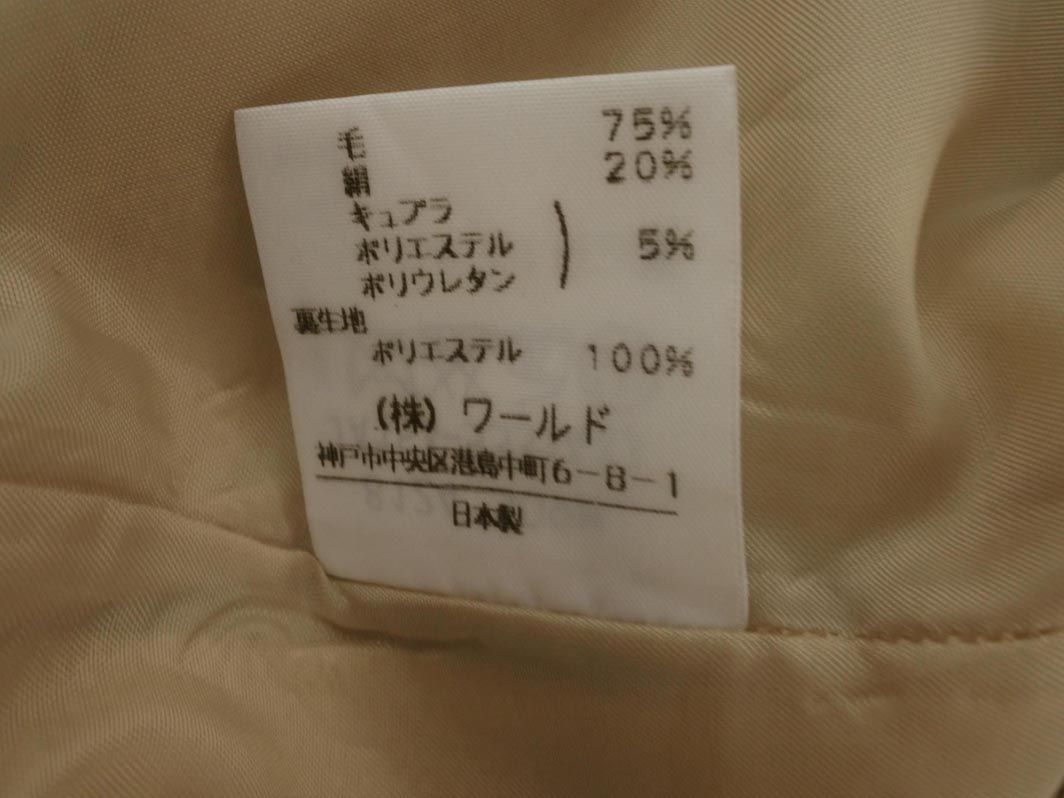 毛 75%
絹 20%
キュプラ
ポリエステル ) 5%
ポリウレタン
裏生地
ポリエステル 100%
(株)ワールド
神戸市中央区港島中町6-8-1
日本製